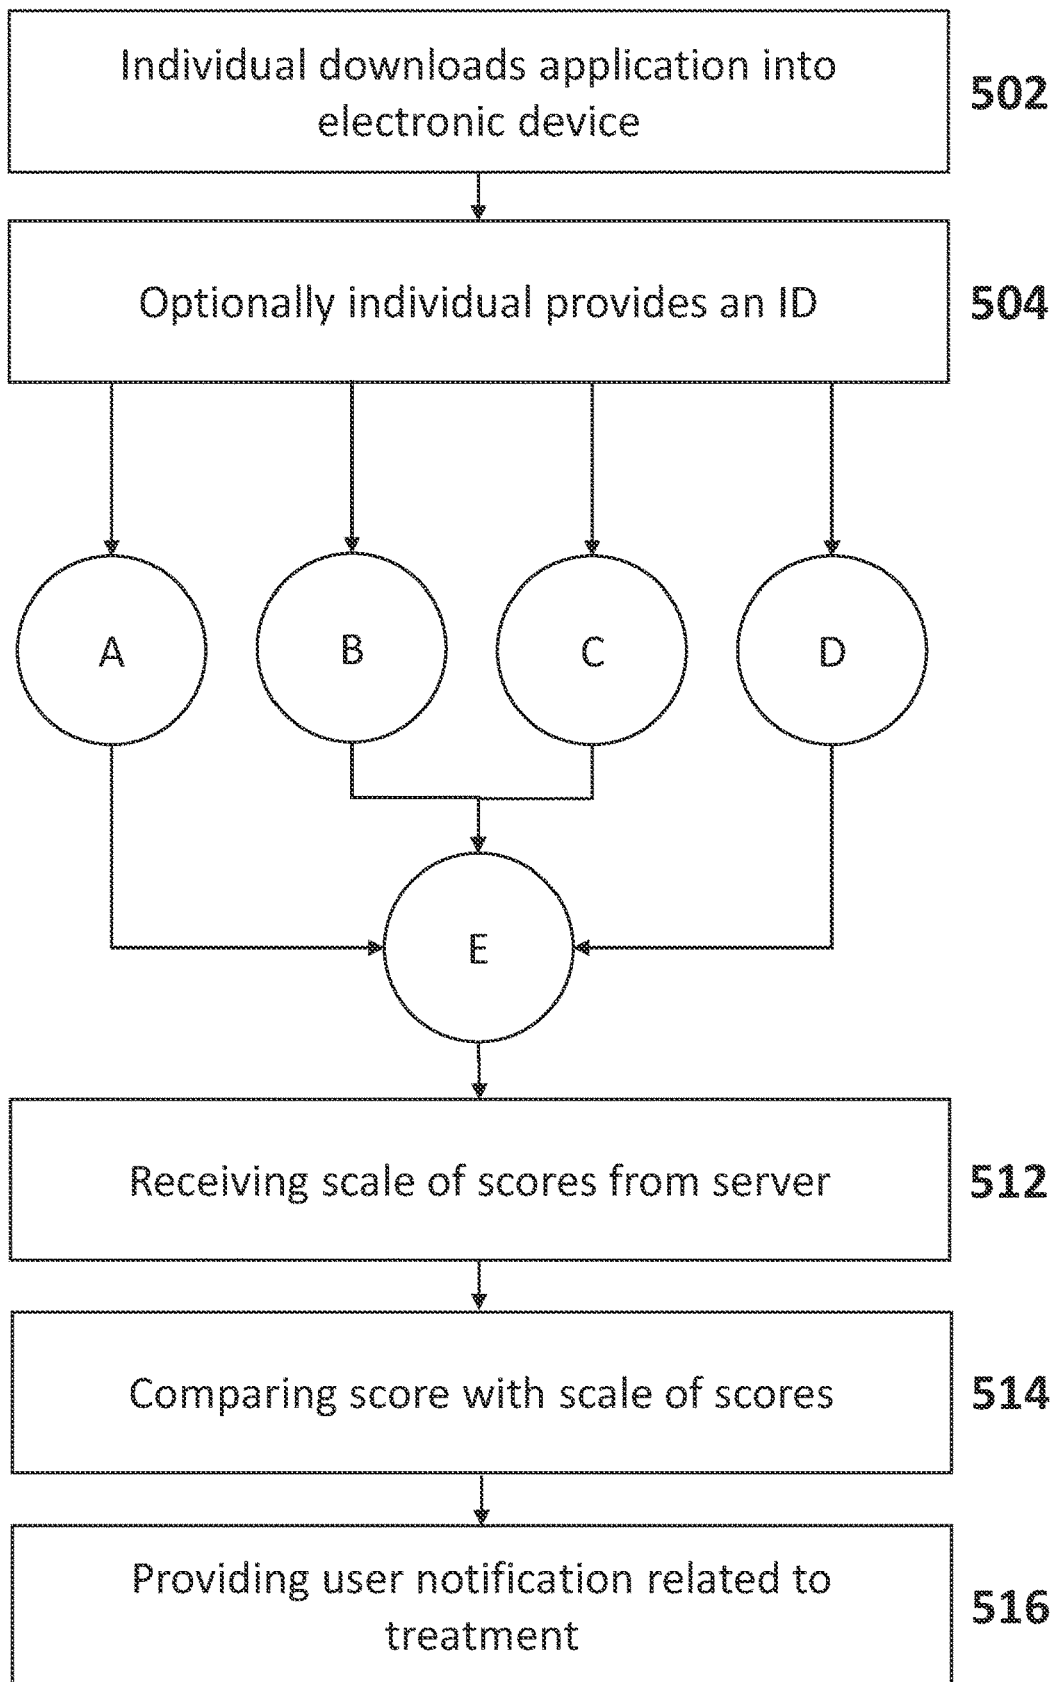 Individual downloads application into
electronic device
502
Optionally individual provides an ID
504
A
B
C
D
E
Receiving scale of scores from server
512
Comparing score with scale of scores
514
Providing user notification related to
treatment
516